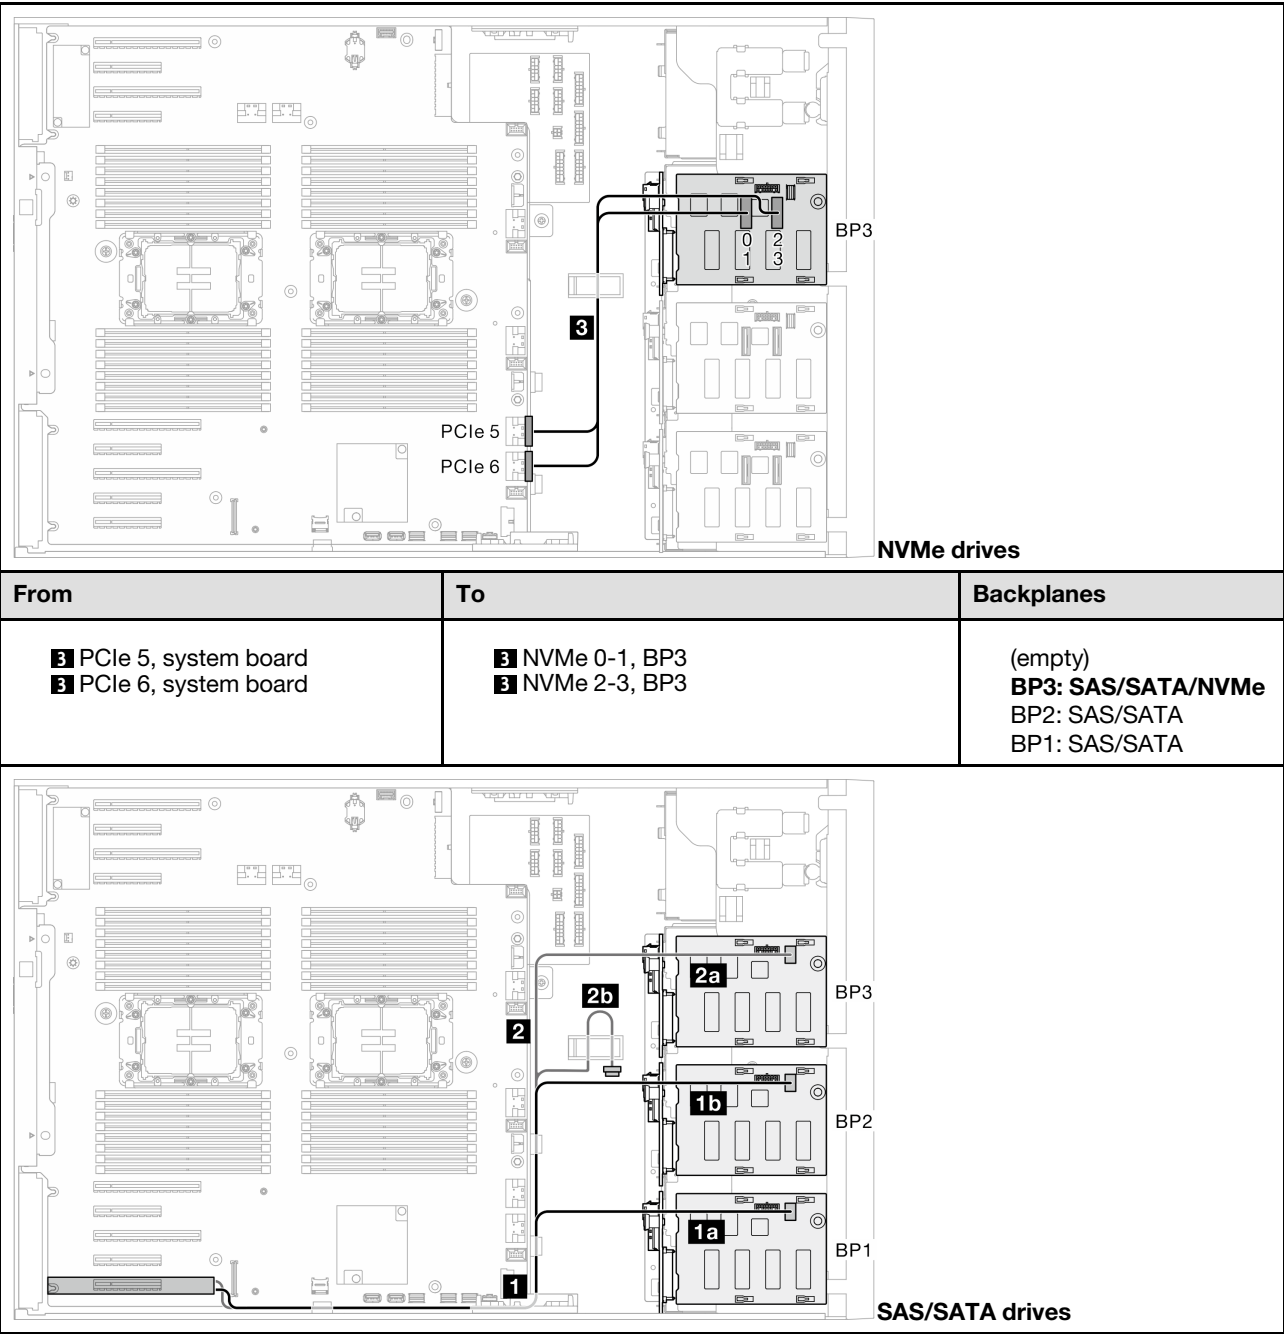 BP3
0
2
1
3
3
PCIe 5
PCIe 6
NVMe drives
From
To
Backplanes
3 PCIe 5, system board
3 PCIe 6, system board
3 NVMe 0-1, BP3
3 NVMe 2-3, BP3
(empty)
BP3: SAS/SATA/NVMe
BP2: SAS/SATA
BP1: SAS/SATA
2a
BP3
2b
2
1b
BP2
1a
BP1
1
SAS/SATA drives